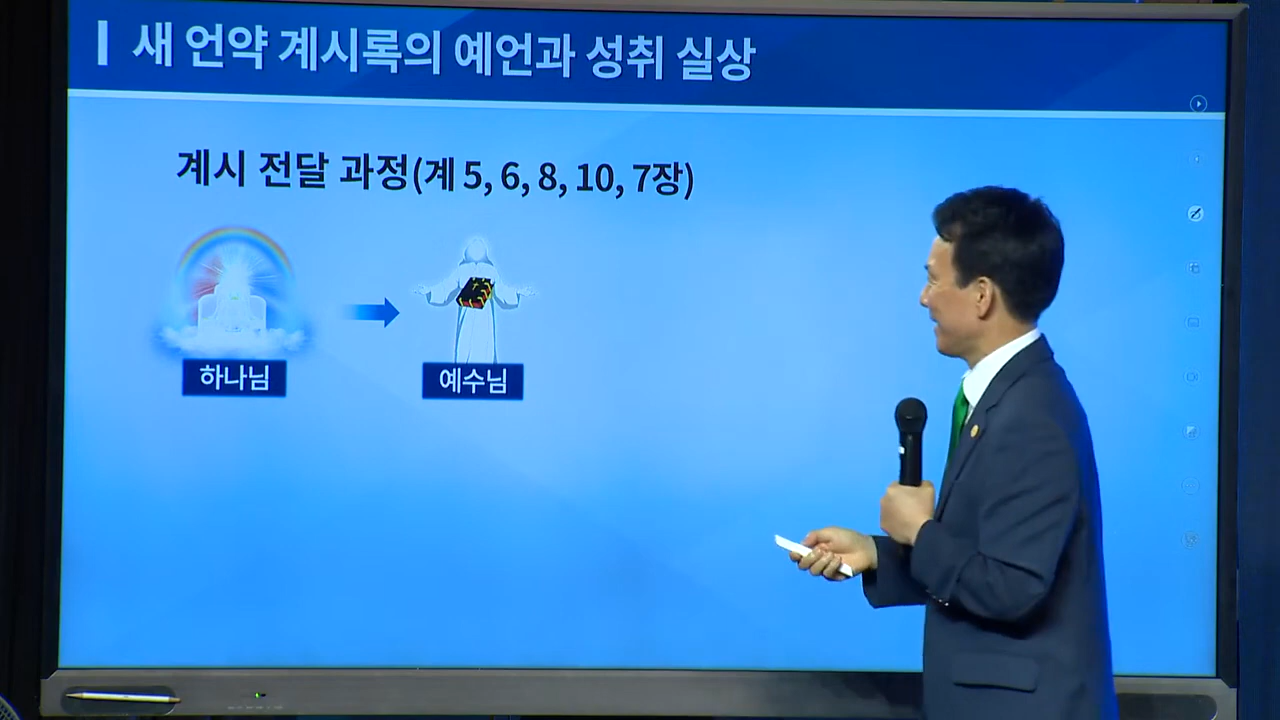 새 언약 계시록의 예언과 성취 실상
계시 전달 과정(계 5, 6, 8, 10, 7장)
하나님
예수님